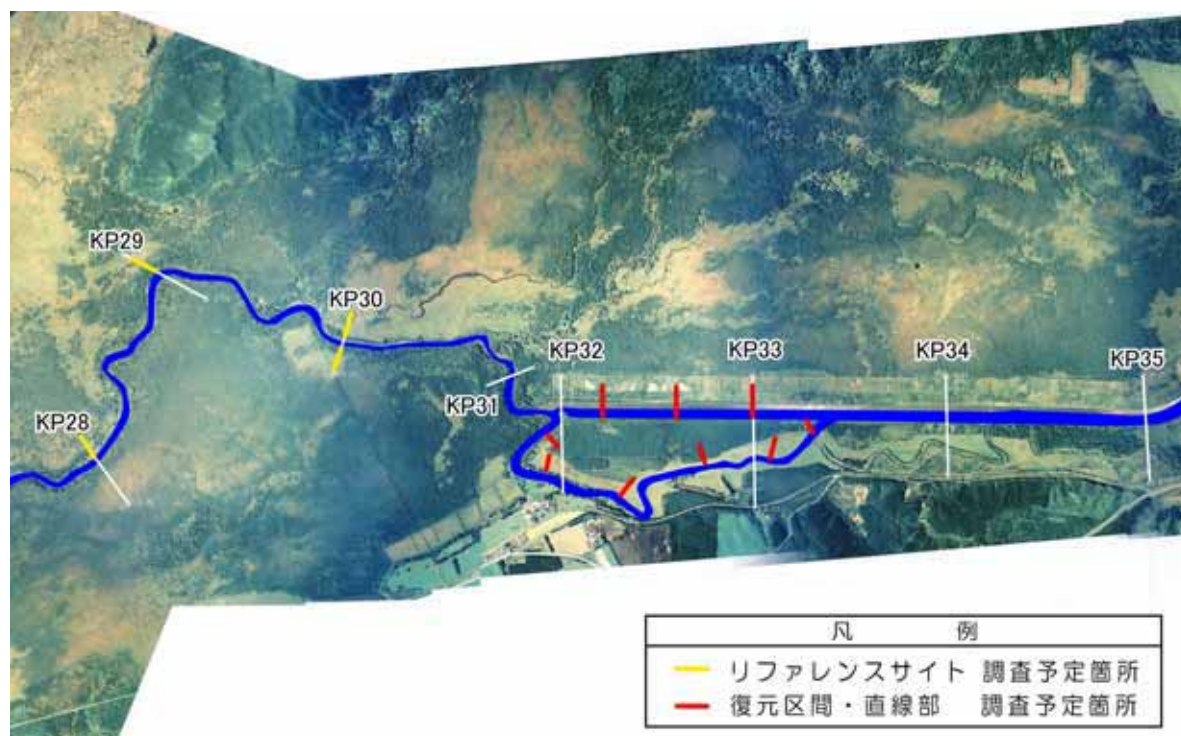 KP29
KP30
KP32
KP33
KP34
KP35
KP31
KP28
凡 例
リファレンスサイト 調査予定箇所
復元区間・直線部 調査予定箇所